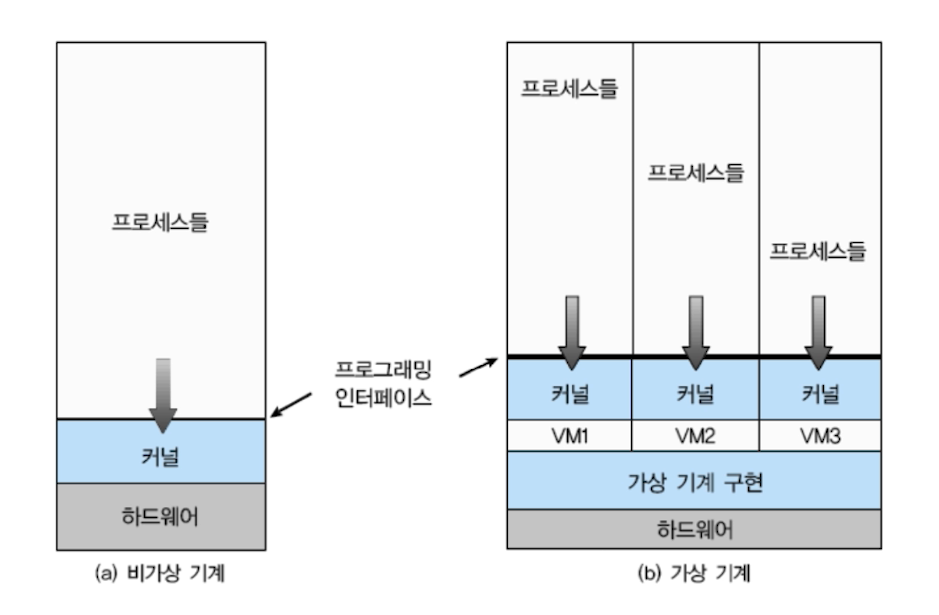 프로세스들
프로그래밍
인터페이스
커널
하드웨어
(a) 비가상 기계
프로세스들
프로세스들
프로세스들
커널
커널
커널
VM1
VM2
VM3
가상 기계 구현
하드웨어
(b) 가상 기계